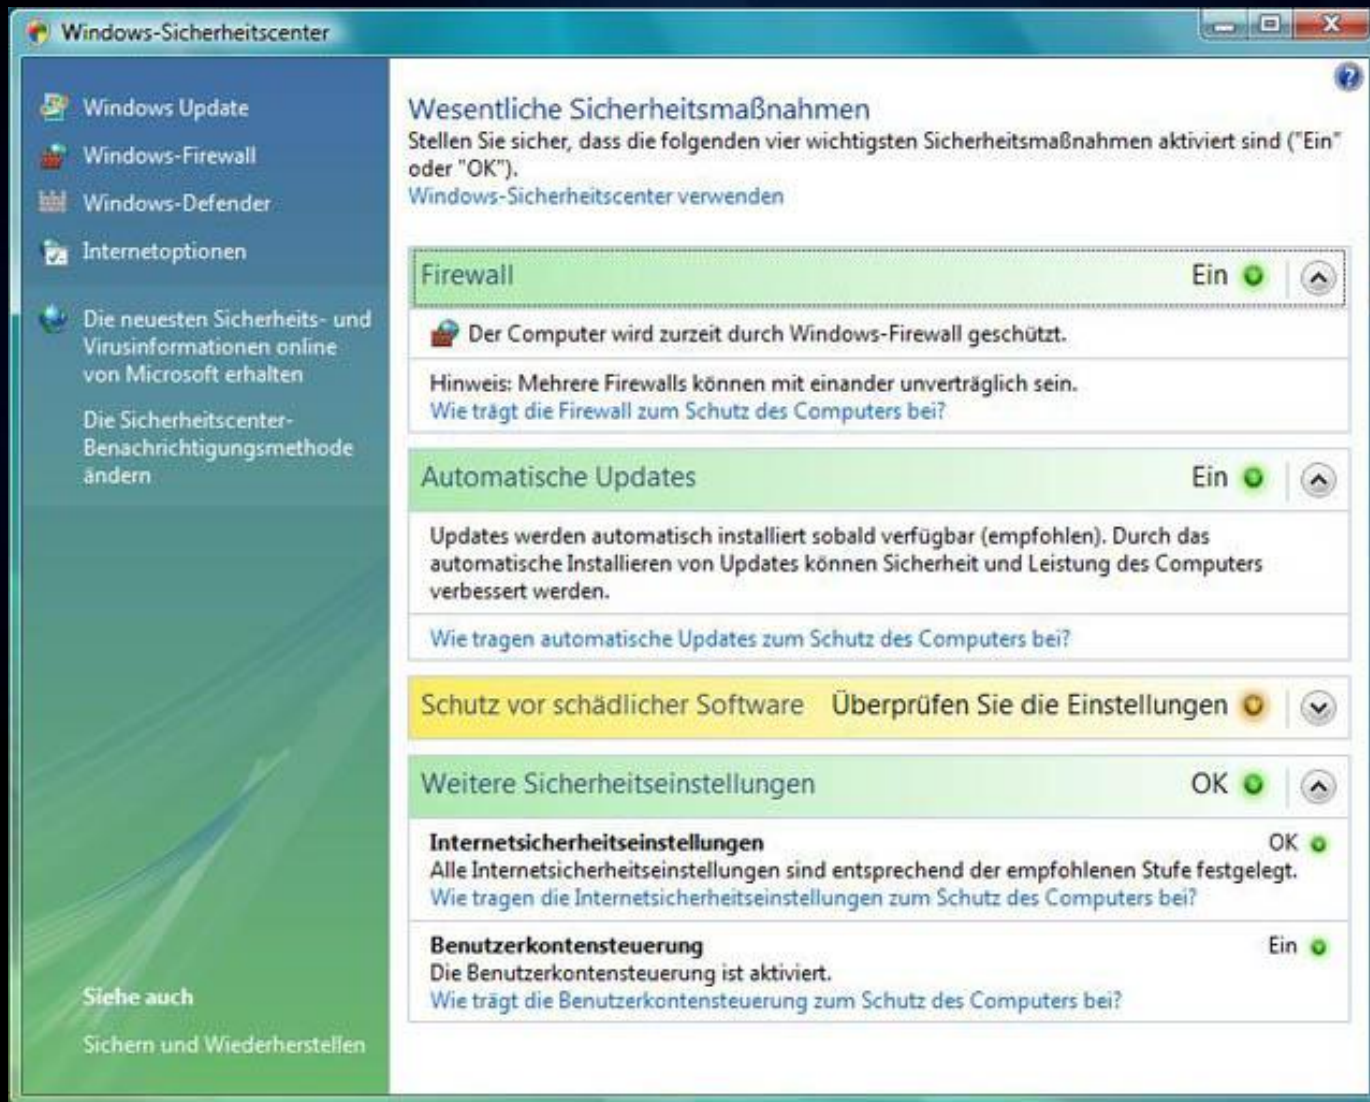 Windows-Sicherheitscenter
Windows Update
Windows-Firewall
Windows-Defender
Internetoptionen
Die neuesten Sicherheits- und
Virusinformationen online
von Microsoft erhalten
Die Sicherheitscenter-
Benachrichtigungsmethode
ändern
Siehe auch
Sichern und Wiederherstellen
Wesentliche Sicherheitsmaßnahmen
Stellen Sie sicher, dass die folgenden vier wichtigsten Sicherheitsmaßnahmen aktiviert sind ("Ein"
oder "OK").
Windows-Sicherheitscenter verwenden
Firewall Ein
Der Computer wird zurzeit durch Windows-Firewall geschützt.
Hinweis: Mehrere Firewalls können mit einander unverträglich sein.
Wie trägt die Firewall zum Schutz des Computers bei?
Automatische Updates Ein
Updates werden automatisch installiert sobald verfügbar (empfohlen). Durch das
automatische Installieren von Updates können Sicherheit und Leistung des Computers
verbessert werden.
Wie tragen automatische Updates zum Schutz des Computers bei?
Schutz vor schädlicher Software Überprüfen Sie die Einstellungen
Weitere Sicherheitseinstellungen OK
Internetsicherheitseinstellungen OK
Alle Internetsicherheitseinstellungen sind entsprechend der empfohlenen Stufe festgelegt.
Wie tragen die Internetsicherheitseinstellungen zum Schutz des Computers bei?
Benutzerkontensteuerung Ein
Die Benutzerkontensteuerung ist aktiviert.
Wie trägt die Benutzerkontensteuerung zum Schutz des Computers bei?